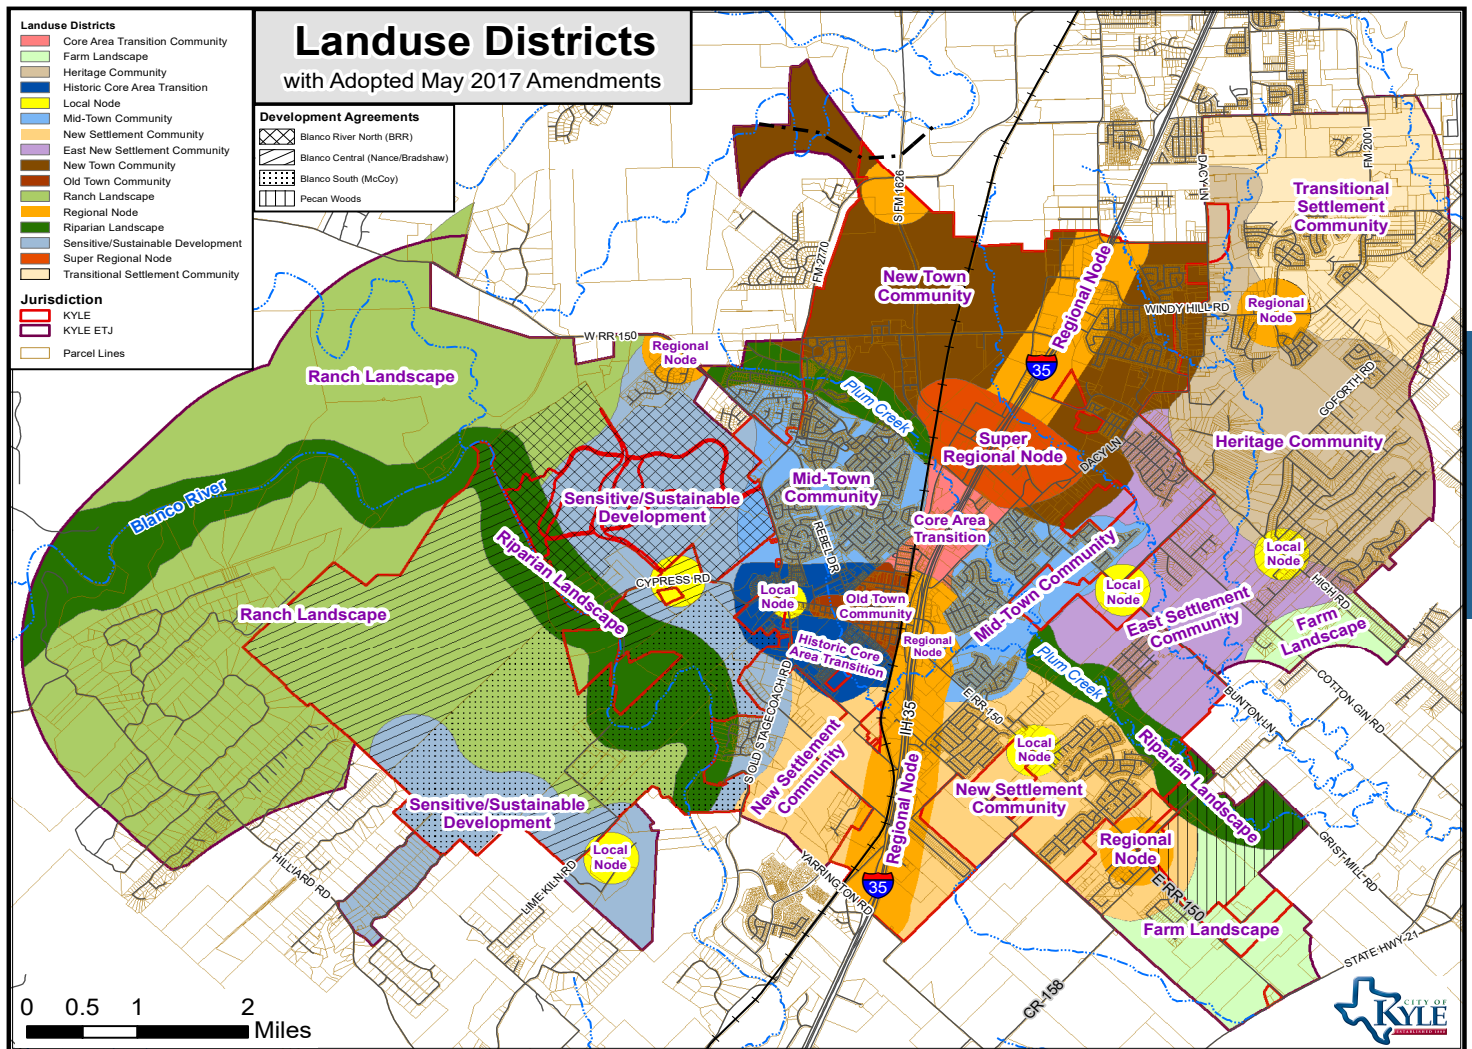 Landuse Districts
with Adopted May 2017 Amendments
Landuse Districts
Core Area Transition Community
Farm Landscape
Heritage Community
Historic Core Area Transition
Local Node
Mid-Town Community
New Settlement Community
East New Settlement Community
New Town Community
Old Town Community
Ranch Landscape
Regional Node
Riparian Landscape
Sensitive/Sustainable Development
Super Regional Node
Transitional Settlement Community
Jurisdiction
KYLE
KYLE ETJ
Parcel Lines
Development Agreements
Blanco River North (BRR)
Blanco Central (Nance/Bradshaw)
Blanco South (McCoy)
Pecan Woods
S FM 1626
DACY LN
FM 2001
Transitional
Settlement
Community
FM 2770
New Town
Community
Regional Node
WINDY HILL RD
Regional
Node
W RR 150
Regional
Node
35
Ranch Landscape
Plum Creek
GOFORTH RD
Super
Regional Node
DACY LN
Heritage Community
Mid-Town
Community
Sensitive/Sustainable
Development
Blanco River
Core Area
Transition
REBEL DR
Riparian Landscape
CYPRESS RD
Local
Node
Old Town
Community
Mid-Town Community
Local
Node
Local
Node
HIGH RD
Ranch Landscape
East Settlement
Community
Farm
Landscape
Historic Core
Area Transition
Regional
Node
Plum Creek
S OLD STAGECOACH RD
E RR 150
IH 35
BUNTON LN
COTTON GIN RD
New Settlement
Community
Local
Node
Riparian Landscape
New Settlement
Community
Regional Node
Sensitive/Sustainable
Development
Local
Node
Regional
Node
GRIST MILL RD
HILLIARD RD
LIME KILN RD
YARRINGTON RD
35
E RR 150
Farm Landscape
STATE HWY 21
CR 158
0 0.5 1 2
Miles
CITY OF
KYLE
ESTABLISHED 1880